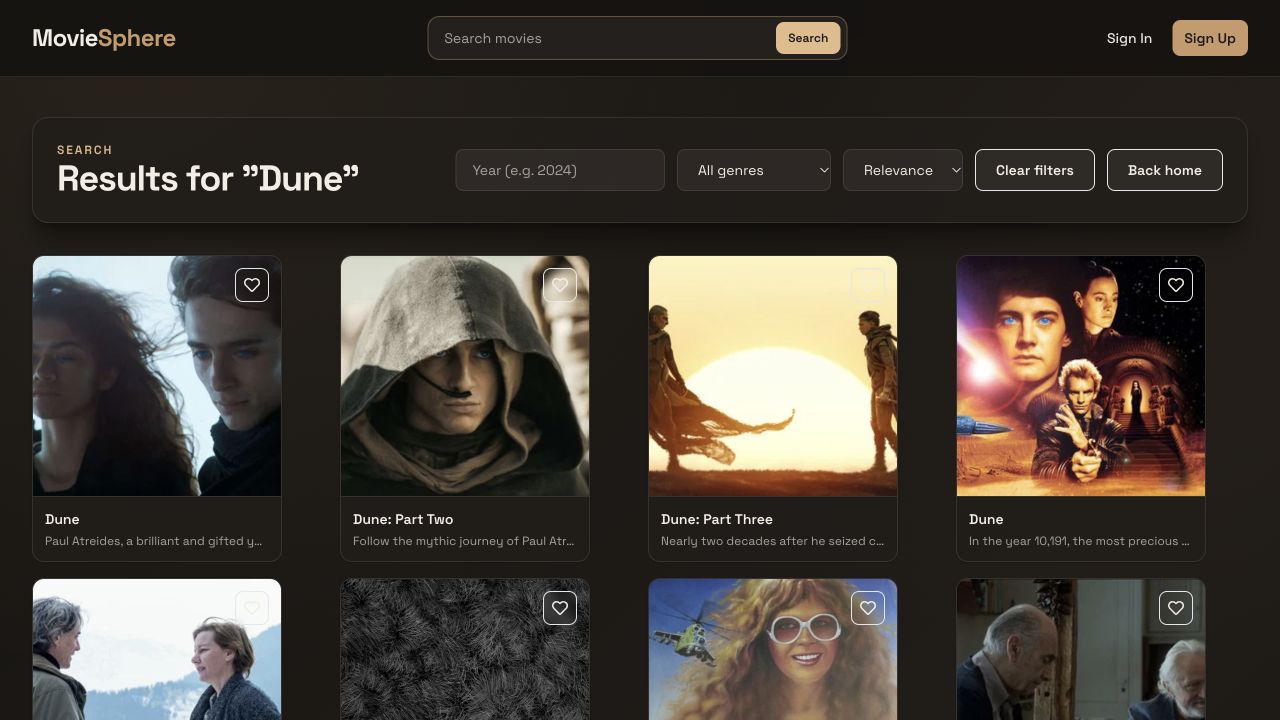 MovieSphere
Search movies
Search
Sign In
Sign Up
SEARCH
Results for ”Dune”
Year (e.g. 2024)
All genres
Relevance
Clear filters
Back home
Dune
Paul Atreides, a brilliant and gifted y...
Dune: Part Two
Follow the mythic journey of Paul Atr...
Dune: Part Three
Nearly two decades after he seized c...
Dune
In the year 10,191, the most precious ...